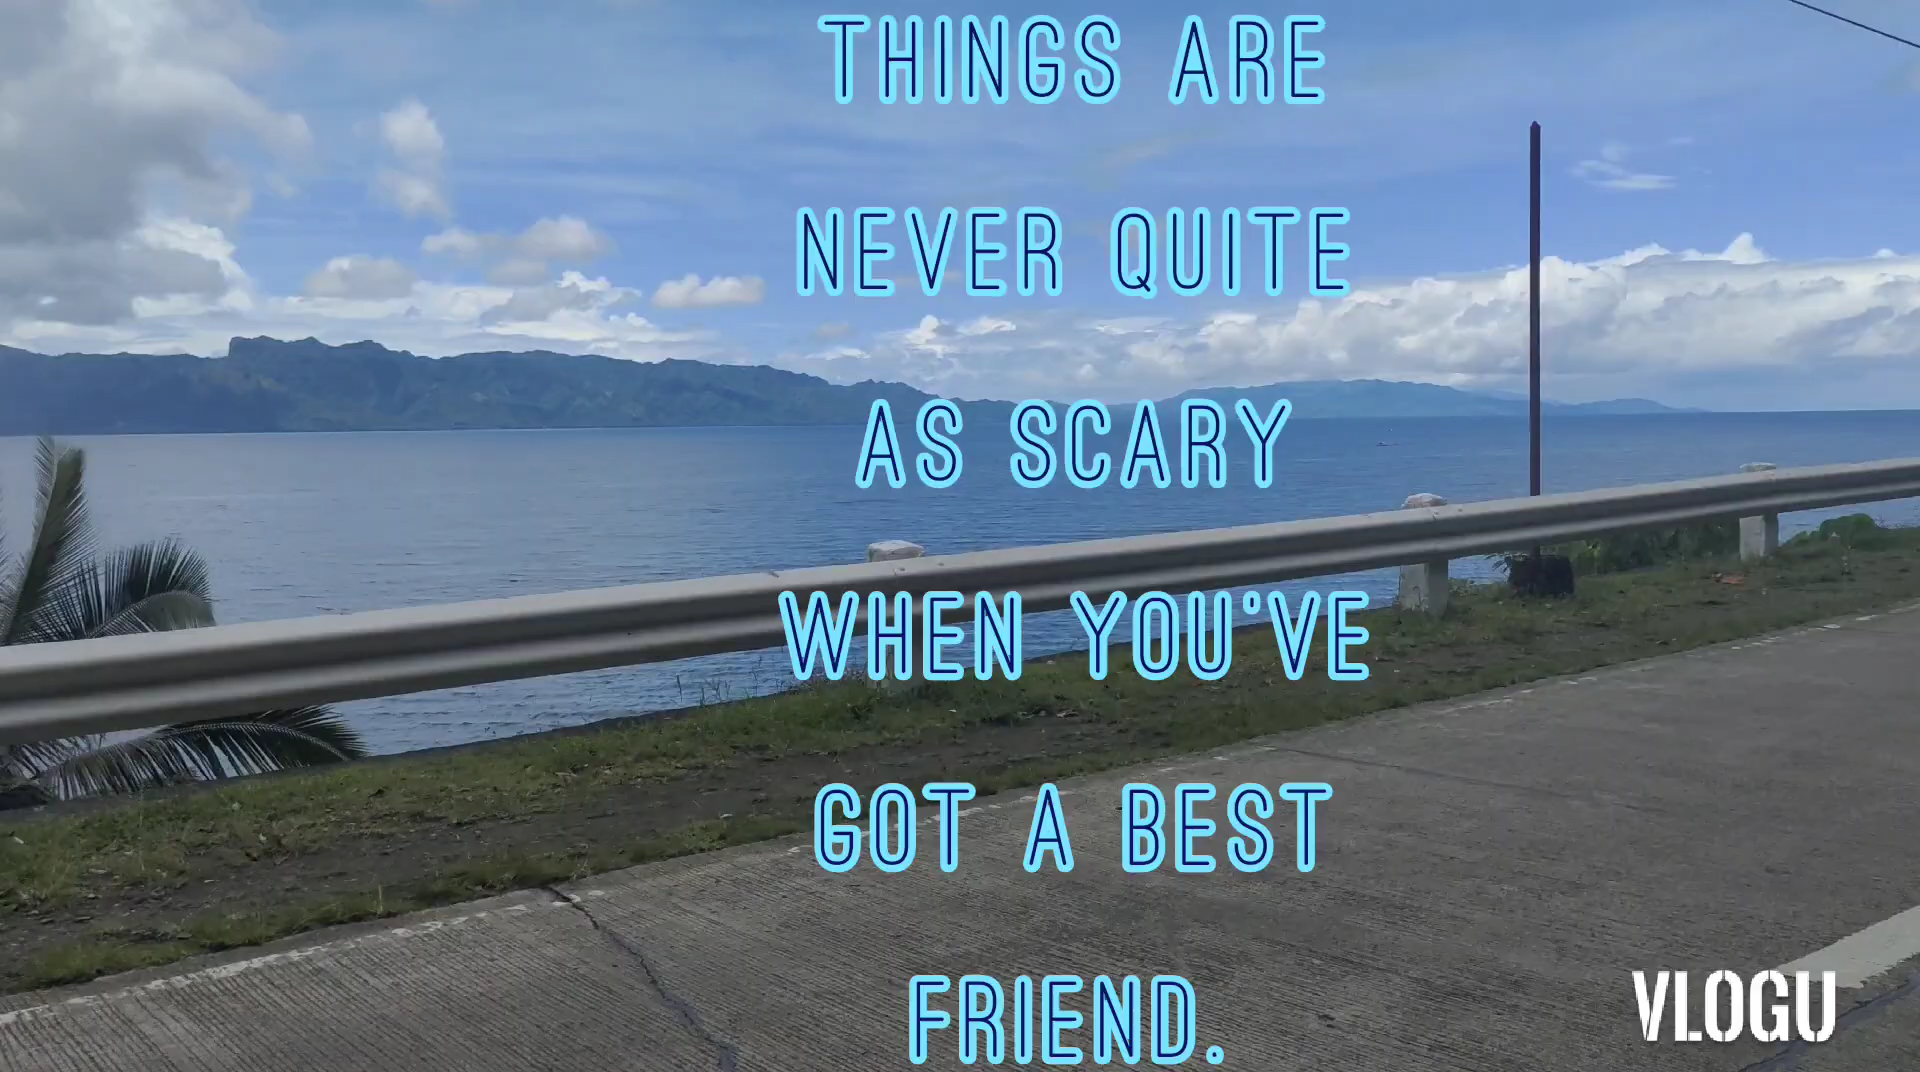 THINGS ARE
NEVER QUITE
AS SCARY
WHEN YOU'VE
GOT A BEST
FRIEND.
VLOGU